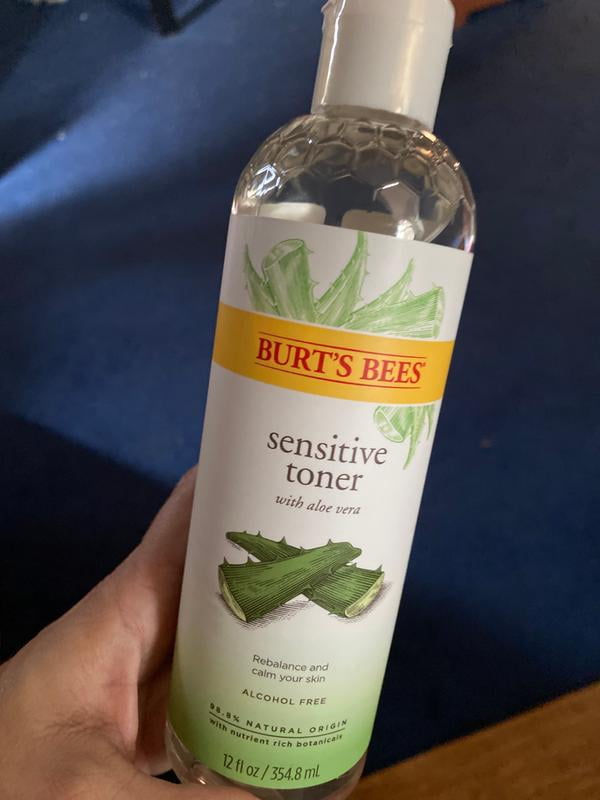 BURT'S BEES®
sensitive
toner
with aloe vera
Rebalance and
calm your skin
ALCOHOL FREE
98.8% NATURAL ORIGIN
with nutrient rich botanicals
12 fl oz / 354.8 mL